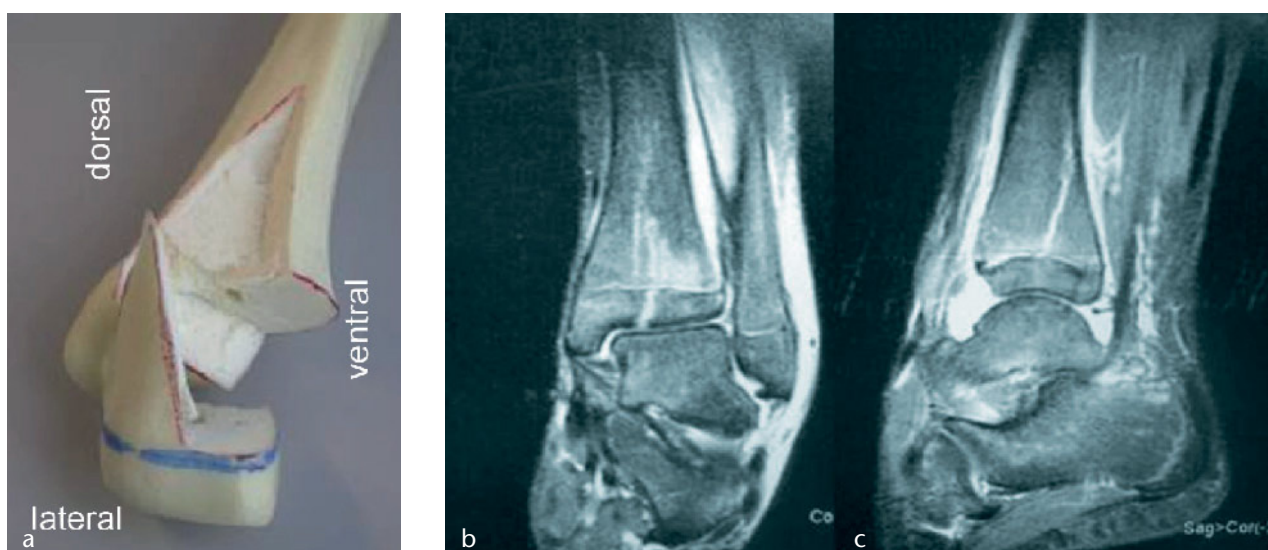 dorsal
ventral
lateral
a
b
Co
c
Sag>Cor(-